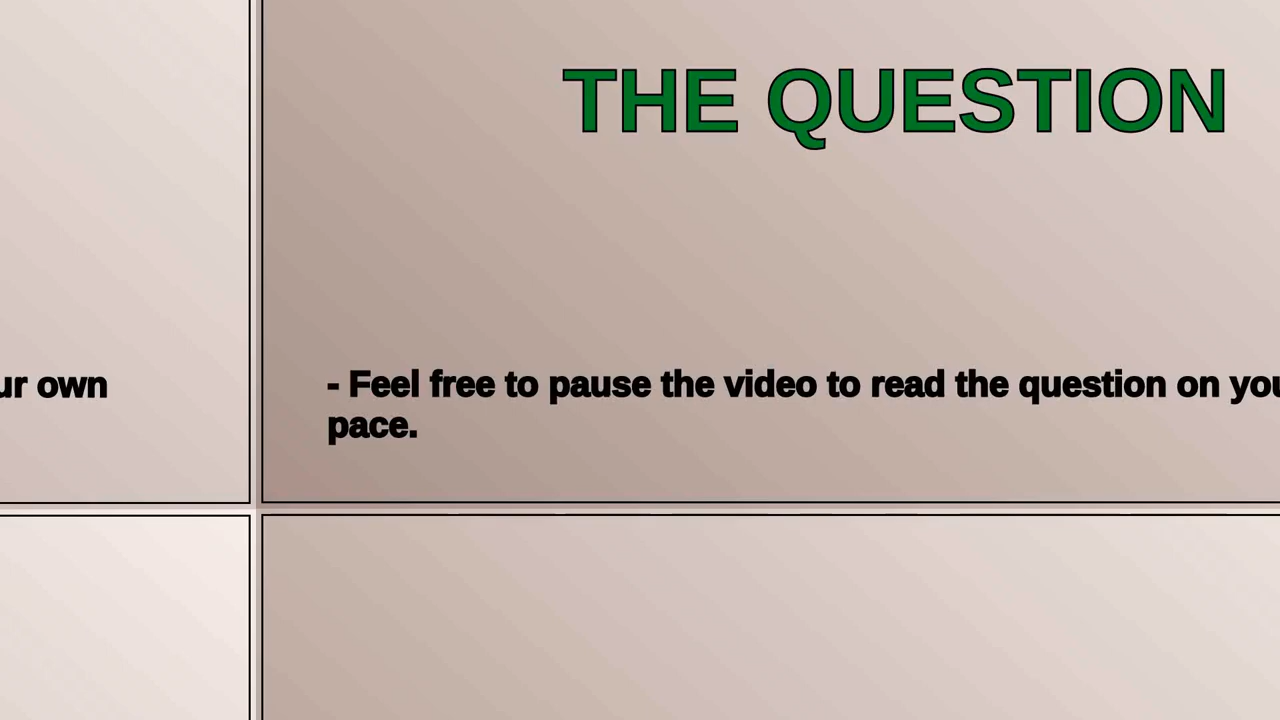 THE QUESTION
ur own
- Feel free to pause the video to read the question on you
pace.